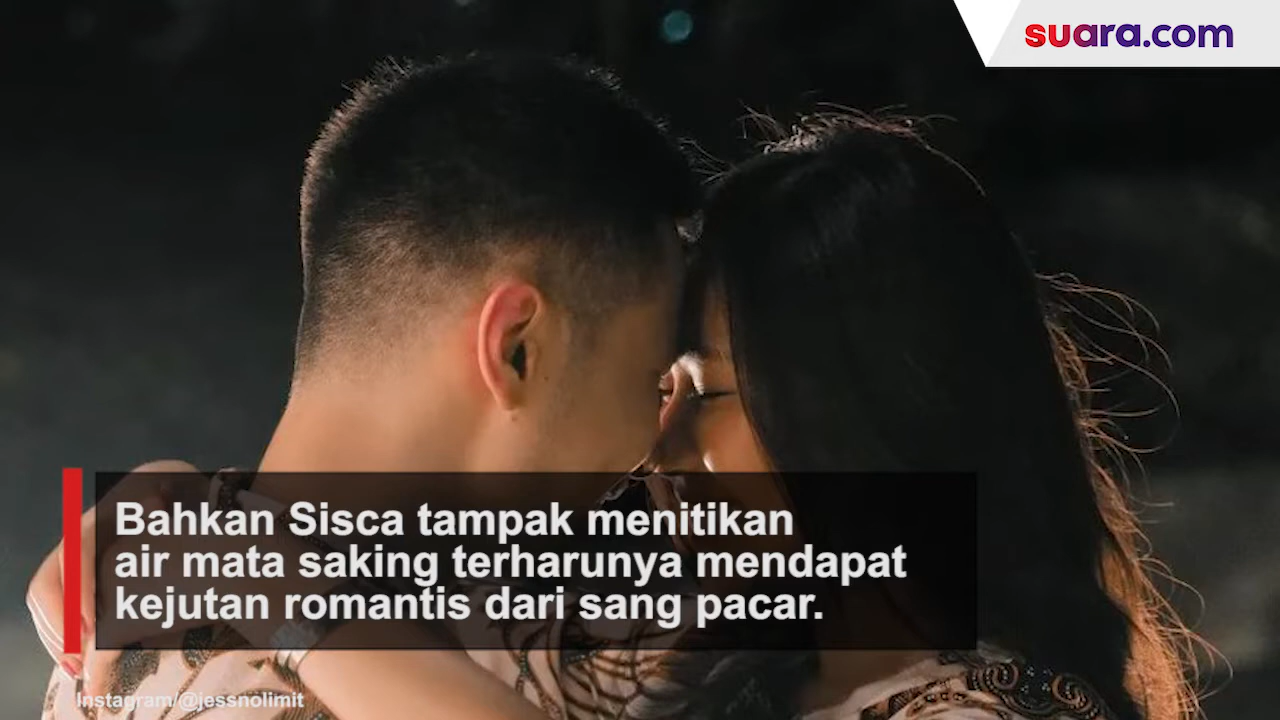 suara.com
Bahkan Sisca tampak menitikan
air mata saking terharunya mendapat
kejutan romantis dari sang pacar.
Instagram/@jessnolimit